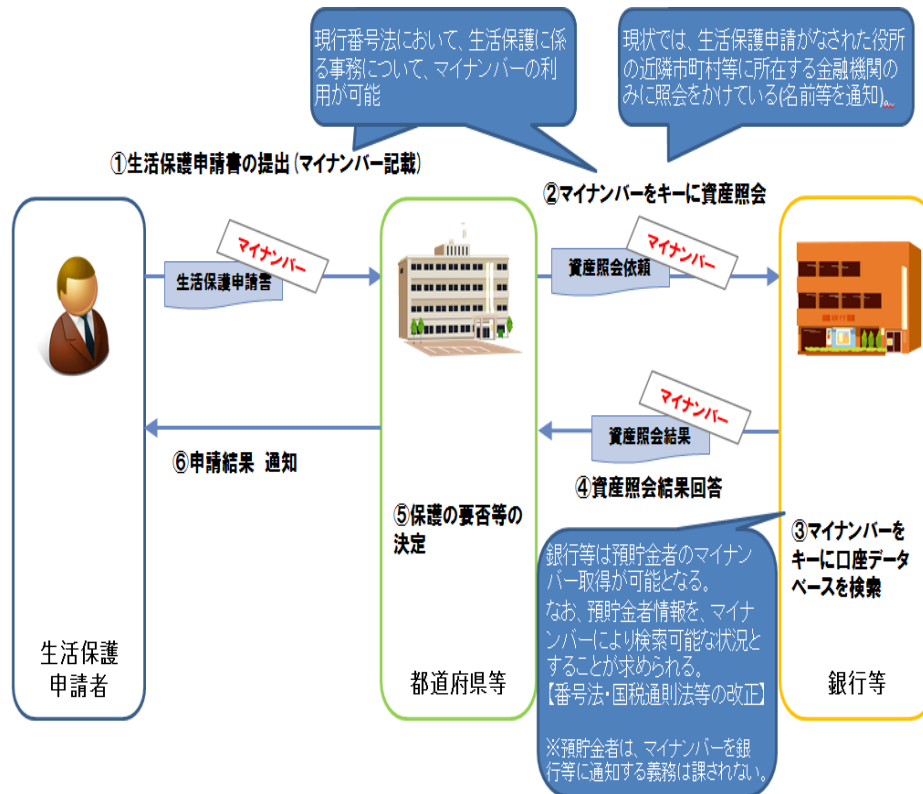 現行番号法において、生活保護に係
る事務について、マイナンバーの利
用が可能
現状では、生活保護申請がなされた役所
の近隣市町村等に所在する金融機関の
みに照会をかけている(名前等を通知)。
①生活保護申請書の提出(マイナンバー記載)
②マイナンバーをキーに資産照会
マイナンバー
生活保護申請書
マイナンバー
資産照会依頼
マイナンバー
資産照会結果
⑥申請結果 通知
④資産照会結果回答
⑤保護の要否等の
決定
③マイナンバーを
キーに口座データ
ベースを検索
銀行等は預貯金者のマイナン
バー取得が可能となる。
なお、預貯金者情報を、マイナ
ンバーにより検索可能な状況と
することが求められる。
【番号法・国税通則法等の改正】
※預貯金者は、マイナンバーを銀
行等に通知する義務は課されない。
生活保護
申請者
都道府県等
銀行等